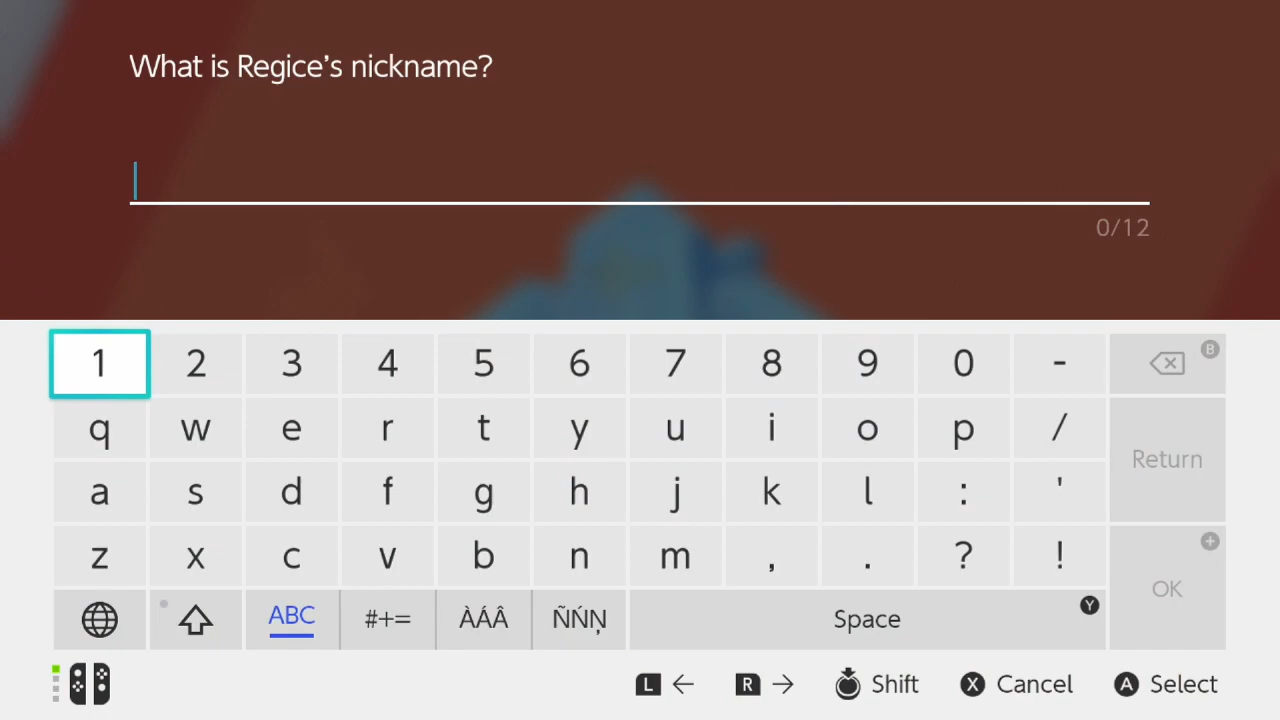 What is Regice's nickname?
0/12
1 2 3 4 5 6 7 8 9 0 - B
q w e r t y u i o p / Return
a s d f g h j k l : '
z x c v b n m , . ? ! + OK
ABC #+= ÀÁÂ ÑŃŅ Space Y
L ← R → Shift X Cancel A Select